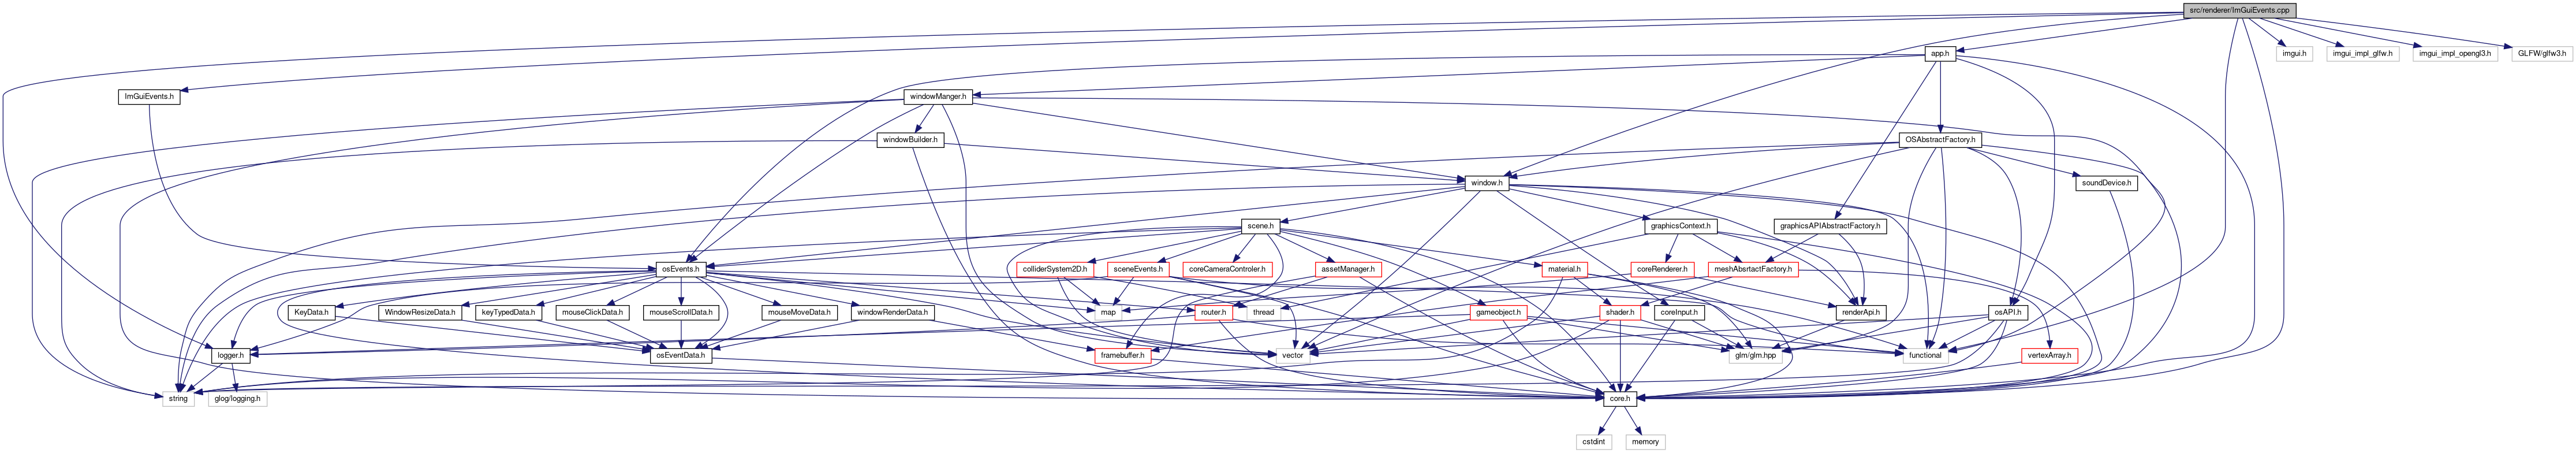 src/renderer/ImGuiEvents.cpp
app.h
imgui.h
imgui_impl_glfw.h
imgui_impl_opengl3.h
GLFW/glfw3.h
ImGuiEvents.h
windowManger.h
windowBuilder.h
OSAbstractFactory.h
window.h
soundDevice.h
scene.h
graphicsContext.h
graphicsAPIAbstractFactory.h
osEvents.h
colliderSystem2D.h
sceneEvents.h
coreCameraControler.h
assetManager.h
material.h
coreRenderer.h
meshAbsrtactFactory.h
KeyData.h
WindowResizeData.h
keyTypedData.h
mouseClickData.h
mouseScrollData.h
mouseMoveData.h
windowRenderData.h
map
router.h
thread
gameobject.h
shader.h
coreInput.h
renderApi.h
osAPI.h
logger.h
osEventData.h
framebuffer.h
vector
glm/glm.hpp
functional
vertexArray.h
string
glog/logging.h
core.h
cstdint
memory